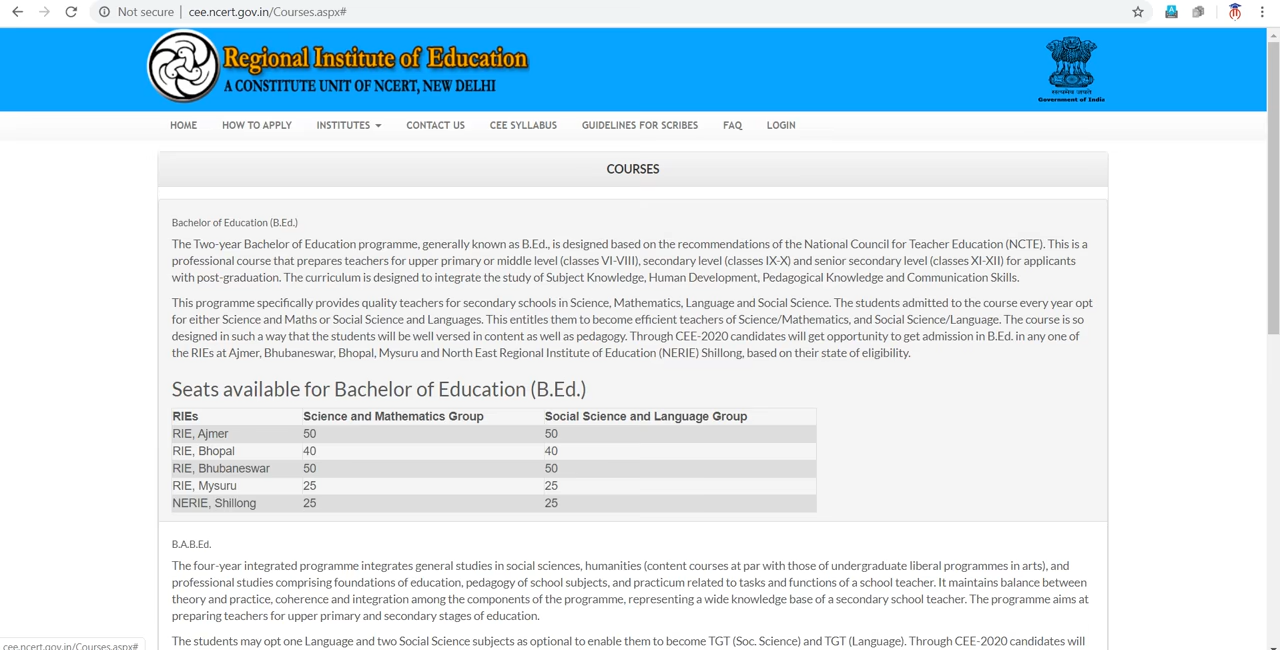 Not secure | cee.ncert.gov.in/Courses.aspx#
Regional Institute of Education
A CONSTITUTE UNIT OF NCERT, NEW DELHI
सत्यमेव जयते
Government of India
HOME HOW TO APPLY INSTITUTES CONTACT US CEE SYLLABUS GUIDELINES FOR SCRIBES FAQ LOGIN
COURSES
Bachelor of Education (B.Ed.)
The Two-year Bachelor of Education programme, generally known as B.Ed., is designed based on the recommendations of the National Council for Teacher Education (NCTE). This is a
professional course that prepares teachers for upper primary or middle level (classes VI-VIII), secondary level (classes IX-X) and senior secondary level (classes XI-XII) for applicants
with post-graduation. The curriculum is designed to integrate the study of Subject Knowledge, Human Development, Pedagogical Knowledge and Communication Skills.
This programme specifically provides quality teachers for secondary schools in Science, Mathematics, Language and Social Science. The students admitted to the course every year opt
for either Science and Maths or Social Science and Languages. This entitles them to become efficient teachers of Science/Mathematics, and Social Science/Language. The course is so
designed in such a way that the students will be well versed in content as well as pedagogy. Through CEE-2020 candidates will get opportunity to get admission in B.Ed. in any one of
the RIEs at Ajmer, Bhubaneswar, Bhopal, Mysuru and North East Regional Institute of Education (NERIE) Shillong, based on their state of eligibility.
Seats available for Bachelor of Education (B.Ed.)
RIEs Science and Mathematics Group Social Science and Language Group
RIE, Ajmer 50 50
RIE, Bhopal 40 40
RIE, Bhubaneswar 50 50
RIE, Mysuru 25 25
NERIE, Shillong 25 25
B.A.B.Ed.
The four-year integrated programme integrates general studies in social sciences, humanities (content courses at par with those of undergraduate liberal programmes in arts), and
professional studies comprising foundations of education, pedagogy of school subjects, and practicum related to tasks and functions of a school teacher. It maintains balance between
theory and practice, coherence and integration among the components of the programme, representing a wide knowledge base of a secondary school teacher. The programme aims at
preparing teachers for upper primary and secondary stages of education.
The students may opt one Language and two Social Science subjects as optional to enable them to become TGT (Soc. Science) and TGT (Language). Through CEE-2020 candidates will
cee.ncert.gov.in/Courses.aspx#